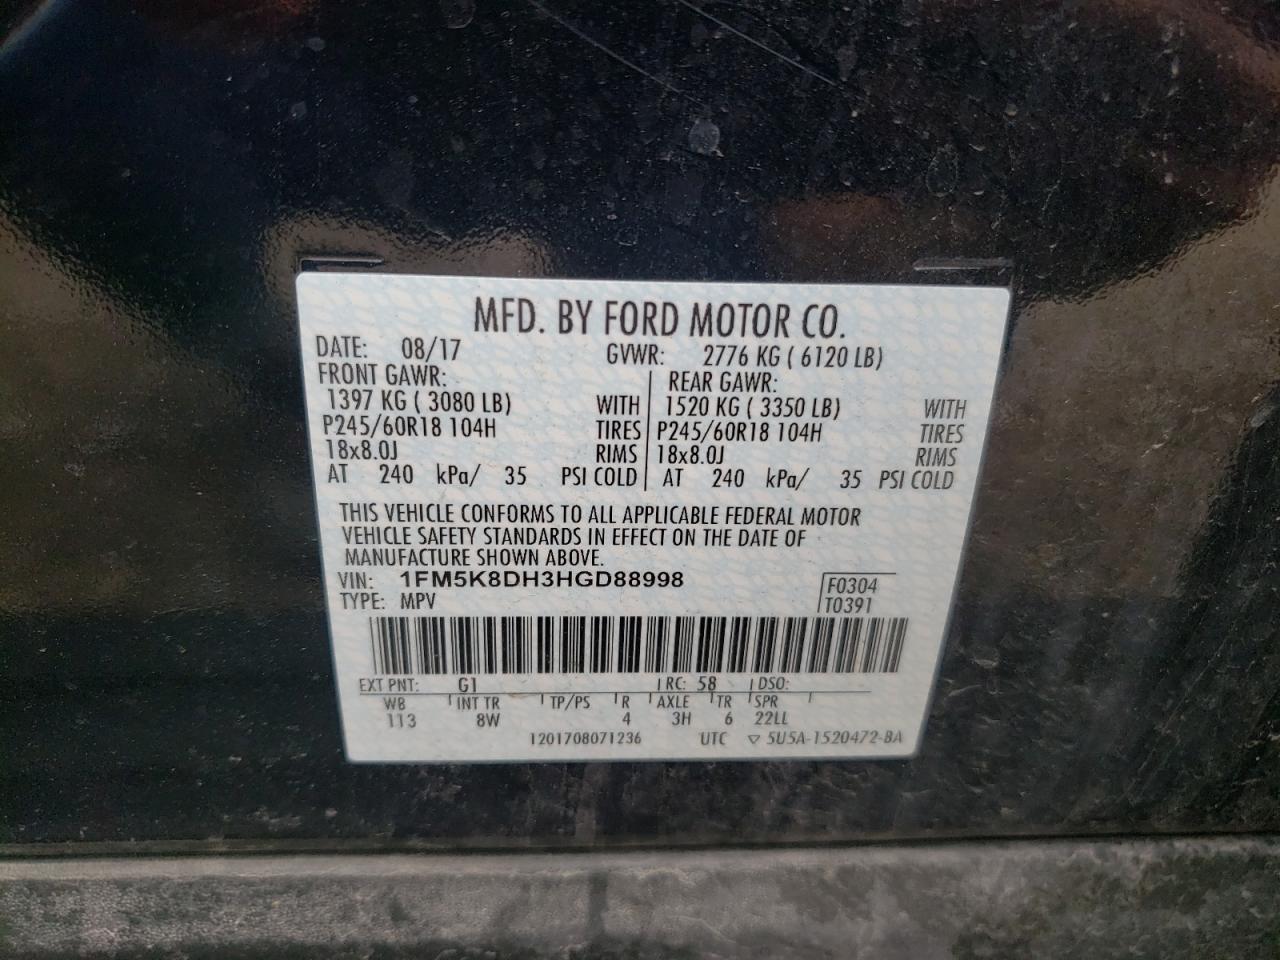 MFD. BY FORD MOTOR CO.
DATE: 08/17 GVWR: 2776 KG ( 6120 LB)
FRONT GAWR: REAR GAWR:
1397 KG ( 3080 LB) WITH 1520 KG ( 3350 LB) WITH
P245/60R18 104H TIRES P245/60R18 104H TIRES
18x8.0J RIMS 18x8.0J RIMS
AT 240 kPa/ 35 PSI COLD AT 240 kPa/ 35 PSI COLD
THIS VEHICLE CONFORMS TO ALL APPLICABLE FEDERAL MOTOR
VEHICLE SAFETY STANDARDS IN EFFECT ON THE DATE OF
MANUFACTURE SHOWN ABOVE.
VIN: 1FM5K8DH3HGD88998 F0304
TYPE: MPV T0391
EXT PNT: G1 RC: 58 DSO:
WB INT TR TP/PS R AXLE TR SPR
113 8W 4 3H 6 22LL
1201708071236 UTC ▽ 5U5A-1520472-BA